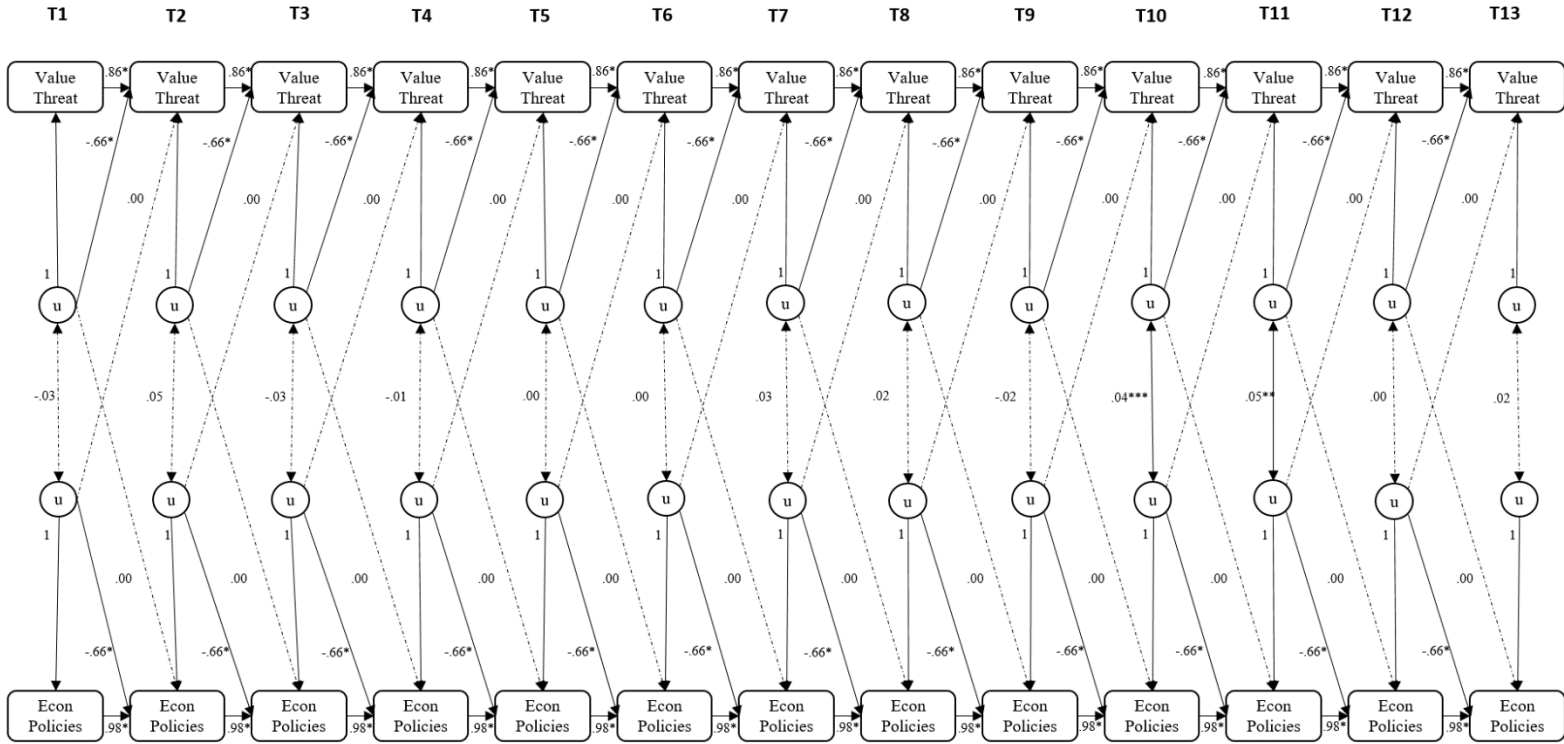 T1 T2 T3 T4 T5 T6 T7 T8 T9 T10 T11 T12 T13
.86* .86* .86* .86* .86* .86* .86* .86* .86* .86* .86* .86*
Value Value Value Value Value Value Value Value Value Value Value Value Value
Threat Threat Threat Threat Threat Threat Threat Threat Threat Threat Threat Threat Threat
-.66* -.66* -.66* -.66* -.66* -.66* -.66* -.66* -.66* -.66* -.66* -.66*
.00 .00 .00 .00 .00 .00 .00 .00 .00 .00 .00 .00
1 1 1 1 1 1 1 1 1 1 1 1 1
u u u u u u u u u u u u u
-.03 .05 -.03 -.01 .00 .00 .03 .02 -.02 .04*** .05** .00 .02
u u u u u u u u u u u u u
1 1 1 1 1 1 1 1 1 1 1 1 1
.00 .00 .00 .00 .00 .00 .00 .00 .00 .00 .00 .00
-.66* -.66* -.66* -.66* -.66* -.66* -.66* -.66* -.66* -.66* -.66* -.66*
Econ Econ Econ Econ Econ Econ Econ Econ Econ Econ Econ Econ Econ
Policies Policies Policies Policies Policies Policies Policies Policies Policies Policies Policies Policies Policies
.98* .98* .98* .98* .98* .98* .98* .98* .98* .98* .98* .98*